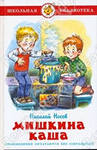 ШКОЛЬНАЯ БИБЛИОТЕКА
Николай Носов
МИШКИНА
КАША